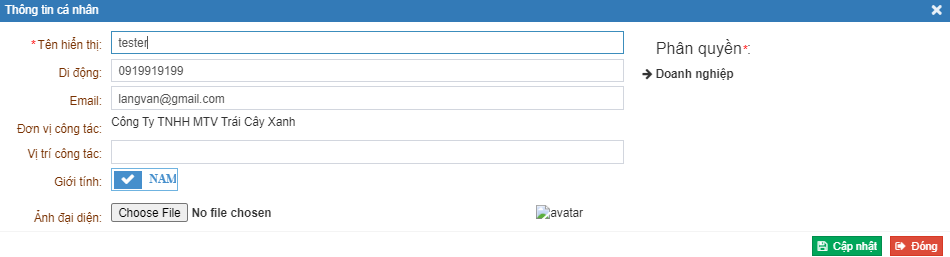 Thông tin cá nhân
*Tên hiển thị: tester
Phân quyền*:
Di động: 0919919199
Doanh nghiệp
Email: langvan@gmail.com
Đơn vị công tác: Công Ty TNHH MTV Trái Cây Xanh
Vị trí công tác:
Giới tính: NAM
Ảnh đại diện: Choose File No file chosen avatar
Cập nhật Đóng